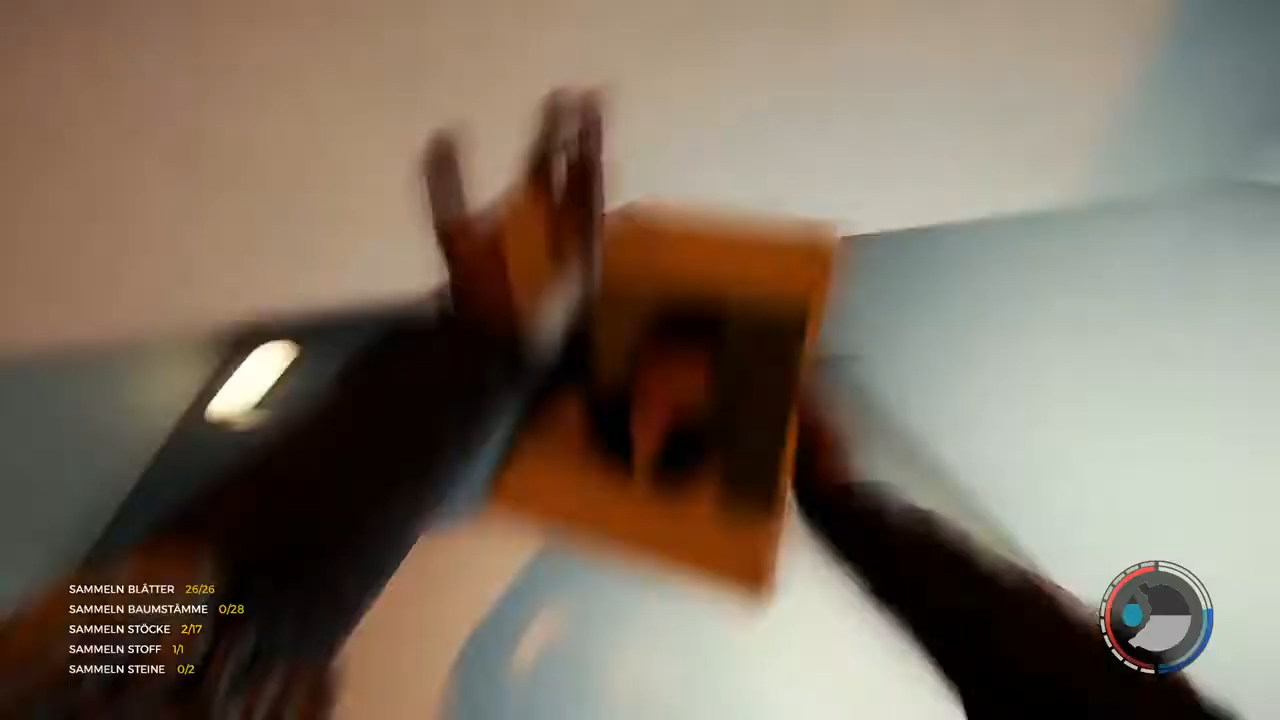 SAMMELN BLÄTTER 26/26
SAMMELN BAUMSTÄMME 0/28
SAMMELN STÖCKE 2/17
SAMMELN STOFF 1/1
SAMMELN STEINE 0/2